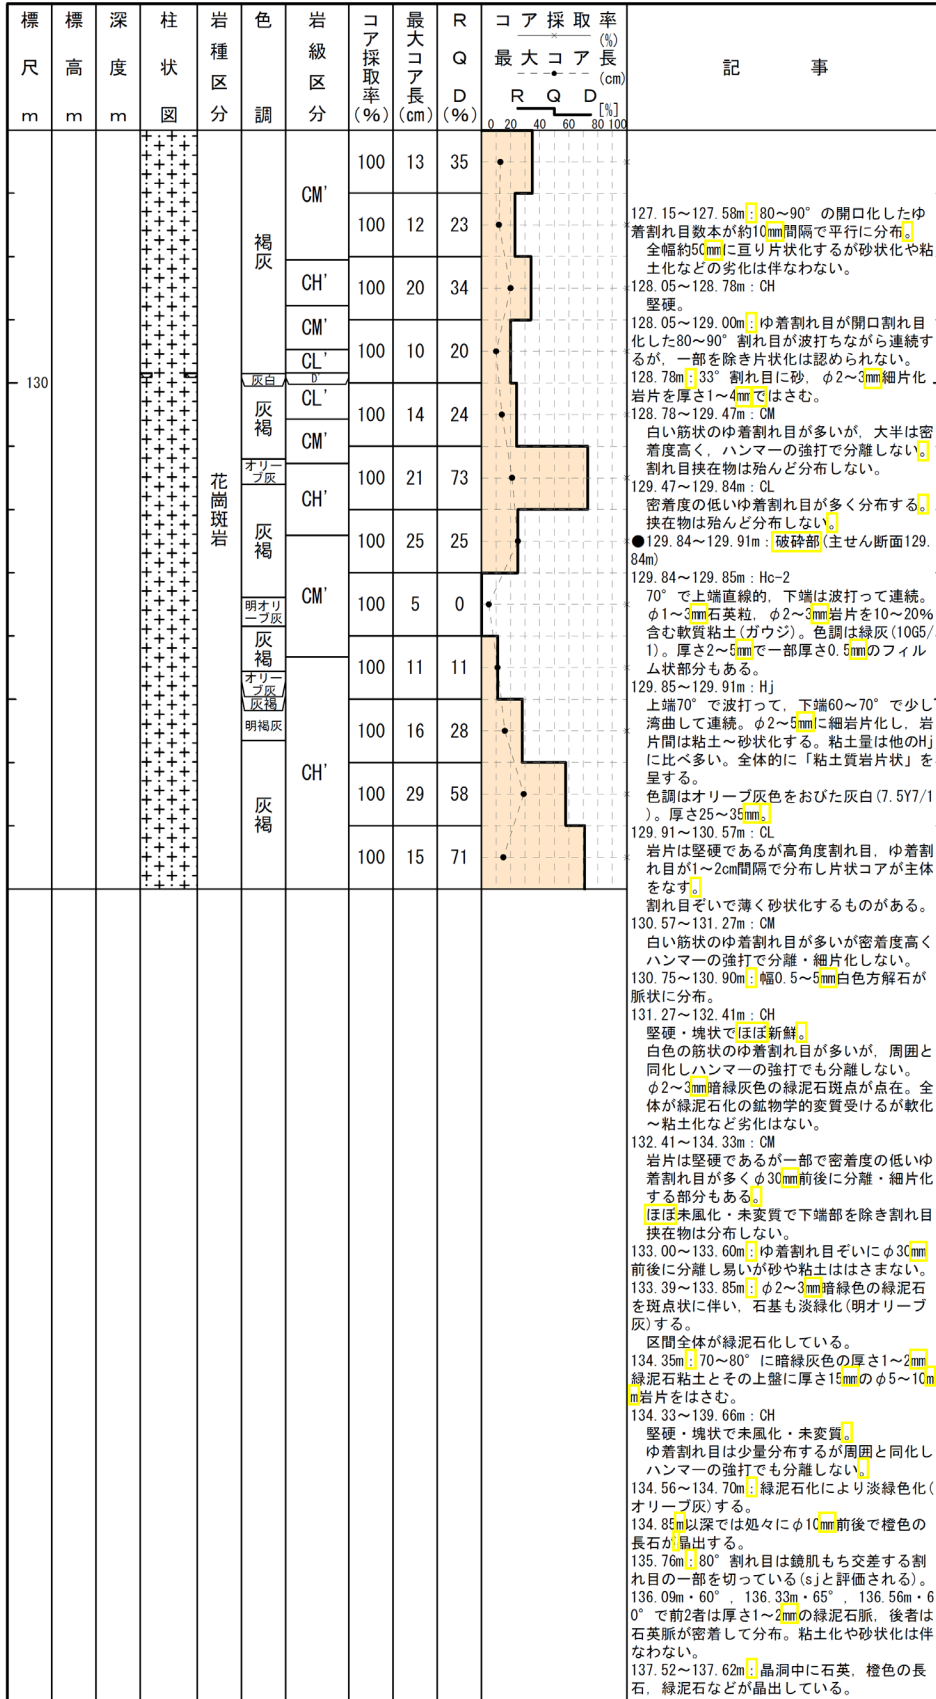 標尺m
標高m
深度m
柱状図
岩種区分
色調
岩級区分
コア採取率(%)
最大コア長(cm)
RQD(%)
コア採取率(%)
最大コア長(cm)
RQD[%]
0 20 40 60 80 100
記事
130
花崗斑岩
褐灰
灰白
灰褐
オリーブ灰
灰褐
明オリーブ灰
灰褐
オリーブ灰
灰褐
明褐灰
灰褐
CM'
CH'
CM'
CL'
D'
CL'
CM'
CH'
CM'
CH'
100 13 35
100 12 23
100 20 34
100 10 20
100 14 24
100 21 73
100 25 25
100 5 0
100 11 11
100 16 28
100 29 58
100 15 71
127.15～127.58m:80～90°の開口化したゆ
着割れ目数本が約10mm間隔で平行に分布。
全幅約50mmに亘り片状化するが砂状化や粘
土化などの劣化は伴なわない。
128.05～128.78m:CH
堅硬。
128.05～129.00m:ゆ着割れ目が開口割れ目
化した80～90°割れ目が波打ちながら連続す
るが，一部を除き片状化は認められない。
128.78m:33°割れ目に砂，φ2～3mm細片化
岩片を厚さ1～4mmではさむ。
128.78～129.47m:CM
白い筋状のゆ着割れ目が多いが，大半は密
着度高く，ハンマーの強打で分離しない。
割れ目挟在物は殆んど分布しない。
129.47～129.84m:CL
密着度の低いゆ着割れ目が多く分布する。
挟在物は殆んど分布しない。
●129.84～129.91m:破砕部(主せん断面129.
84m)
129.84～129.85m:Hc-2
70°で上端直線的，下端は波打って連続。
φ1～3mm石英粒，φ2～3mm岩片を10～20%
含む軟質粘土(ガウジ)。色調は緑灰(10G5/
1)。厚さ2～5mmで一部厚さ0.5mmのフィル
ム状部分もある。
129.85～129.91m:Hj
上端70°で波打って，下端60～70°で少し
湾曲して連続。φ2～5mmに細岩片化し，岩
片間は粘土～砂状化する。粘土量は他のHj
に比べ多い。全体的に「粘土質岩片状」を
呈する。
色調はオリーブ灰色をおびた灰白(7.5Y7/1
)。厚さ25～35mm。
129.91～130.57m:CL
岩片は堅硬であるが高角度割れ目，ゆ着割
れ目が1～2cm間隔で分布し片状コアが主体
をなす。
割れ目ぞいで薄く砂状化するものがある。
130.57～131.27m:CM
白い筋状のゆ着割れ目が多いが密着度高く
ハンマーの強打で分離・細片化しない。
130.75～130.90m:幅0.5～5mm白色方解石が
脈状に分布。
131.27～132.41m:CH
堅硬・塊状でほぼ新鮮。
白色の筋状のゆ着割れ目が多いが，周囲と
同化しハンマーの強打でも分離しない。
φ2～3mm暗緑灰色の緑泥石斑点が点在。全
体が緑泥石化の鉱物学的変質受けるが軟化
～粘土化など劣化はない。
132.41～134.33m:CM
岩片は堅硬であるが一部で密着度の低いゆ
着割れ目が多くφ30mm前後に分離・細片化
する部分もある。
ほぼ未風化・未変質で下端部を除き割れ目
挟在物は分布しない。
133.00～133.60m:ゆ着割れ目ぞいにφ30mm
前後に分離し易いが砂や粘土ははさまない。
133.39～133.85m:φ2～3mm暗緑色の緑泥石
を斑点状に伴い，石基も淡緑化(明オリーブ
灰)する。
区間全体が緑泥石化している。
134.35m:70～80°に暗緑灰色の厚さ1～2mm
緑泥石粘土とその上盤に厚さ15mmのφ5～10m
m岩片をはさむ。
134.33～139.66m:CH
堅硬・塊状で未風化・未変質。
ゆ着割れ目は少量分布するが周囲と同化し
ハンマーの強打でも分離しない。
134.56～134.70m:緑泥石化により淡緑色化(
オリーブ灰)する。
134.85m以深では処々にφ10mm前後で橙色の
長石が晶出する。
135.76m:80°割れ目は鏡肌もち交差する割
れ目の一部を切っている(sjと評価される)。
136.09m・60°，136.33m・65°，136.56m・6
0°で前2者は厚さ1～2mmの緑泥石脈，後者は
石英脈が密着して分布。粘土化や砂状化は伴
なわない。
137.52～137.62m:晶洞中に石英，橙色の長
石，緑泥石などが晶出している。